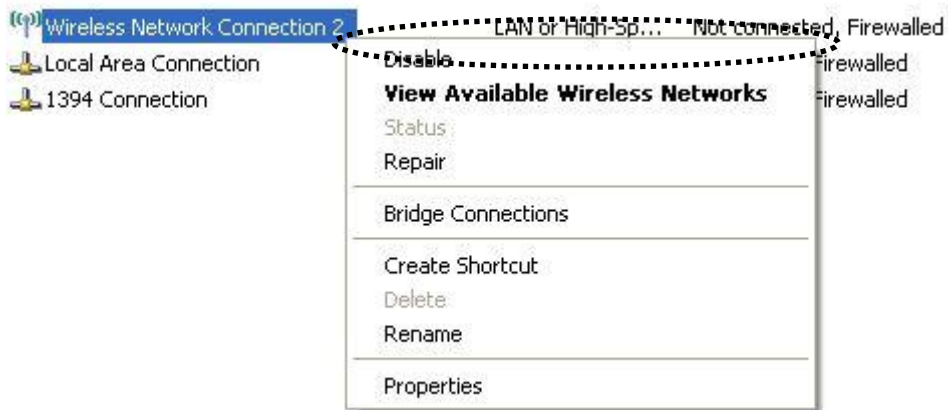 Wireless Network Connection 2 LAN or High-Sp... Not connected, Firewalled
Local Area Connection Firewalled
1394 Connection Firewalled
Disable
View Available Wireless Networks
Status
Repair
Bridge Connections
Create Shortcut
Delete
Rename
Properties